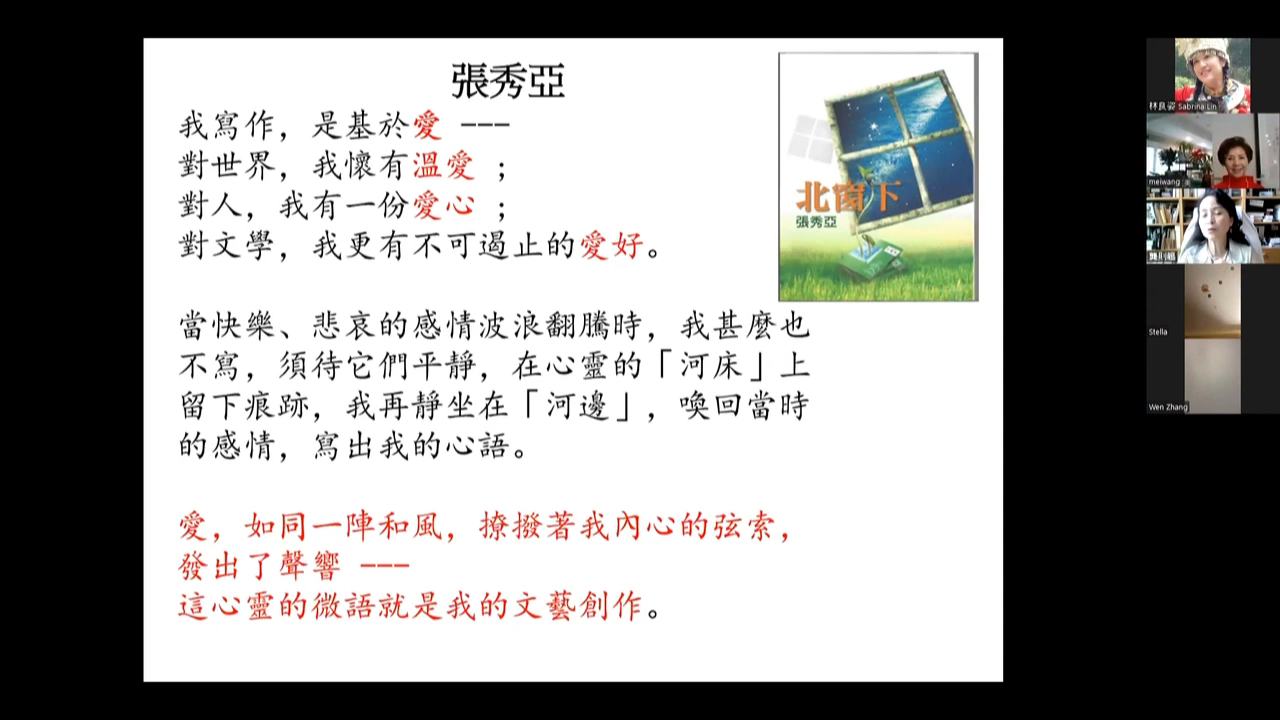 張秀亞
我寫作，是基於愛 ---
對世界，我懷有溫愛 ；
對人，我有一份愛心 ；
對文學，我更有不可遏止的愛好。
北窗下
張秀亞
當快樂、悲哀的感情波浪翻騰時，我甚麼也
不寫，須待它們平靜，在心靈的「河床」上
留下痕跡，我再靜坐在「河邊」，喚回當時
的感情，寫出我的心語。
愛，如同一陣和風，撩撥著我內心的弦索，
發出了聲響 ---
這心靈的微語就是我的文藝創作。
林良姿 Sabrina Lin
meiwang
Stella
Wen Zhang